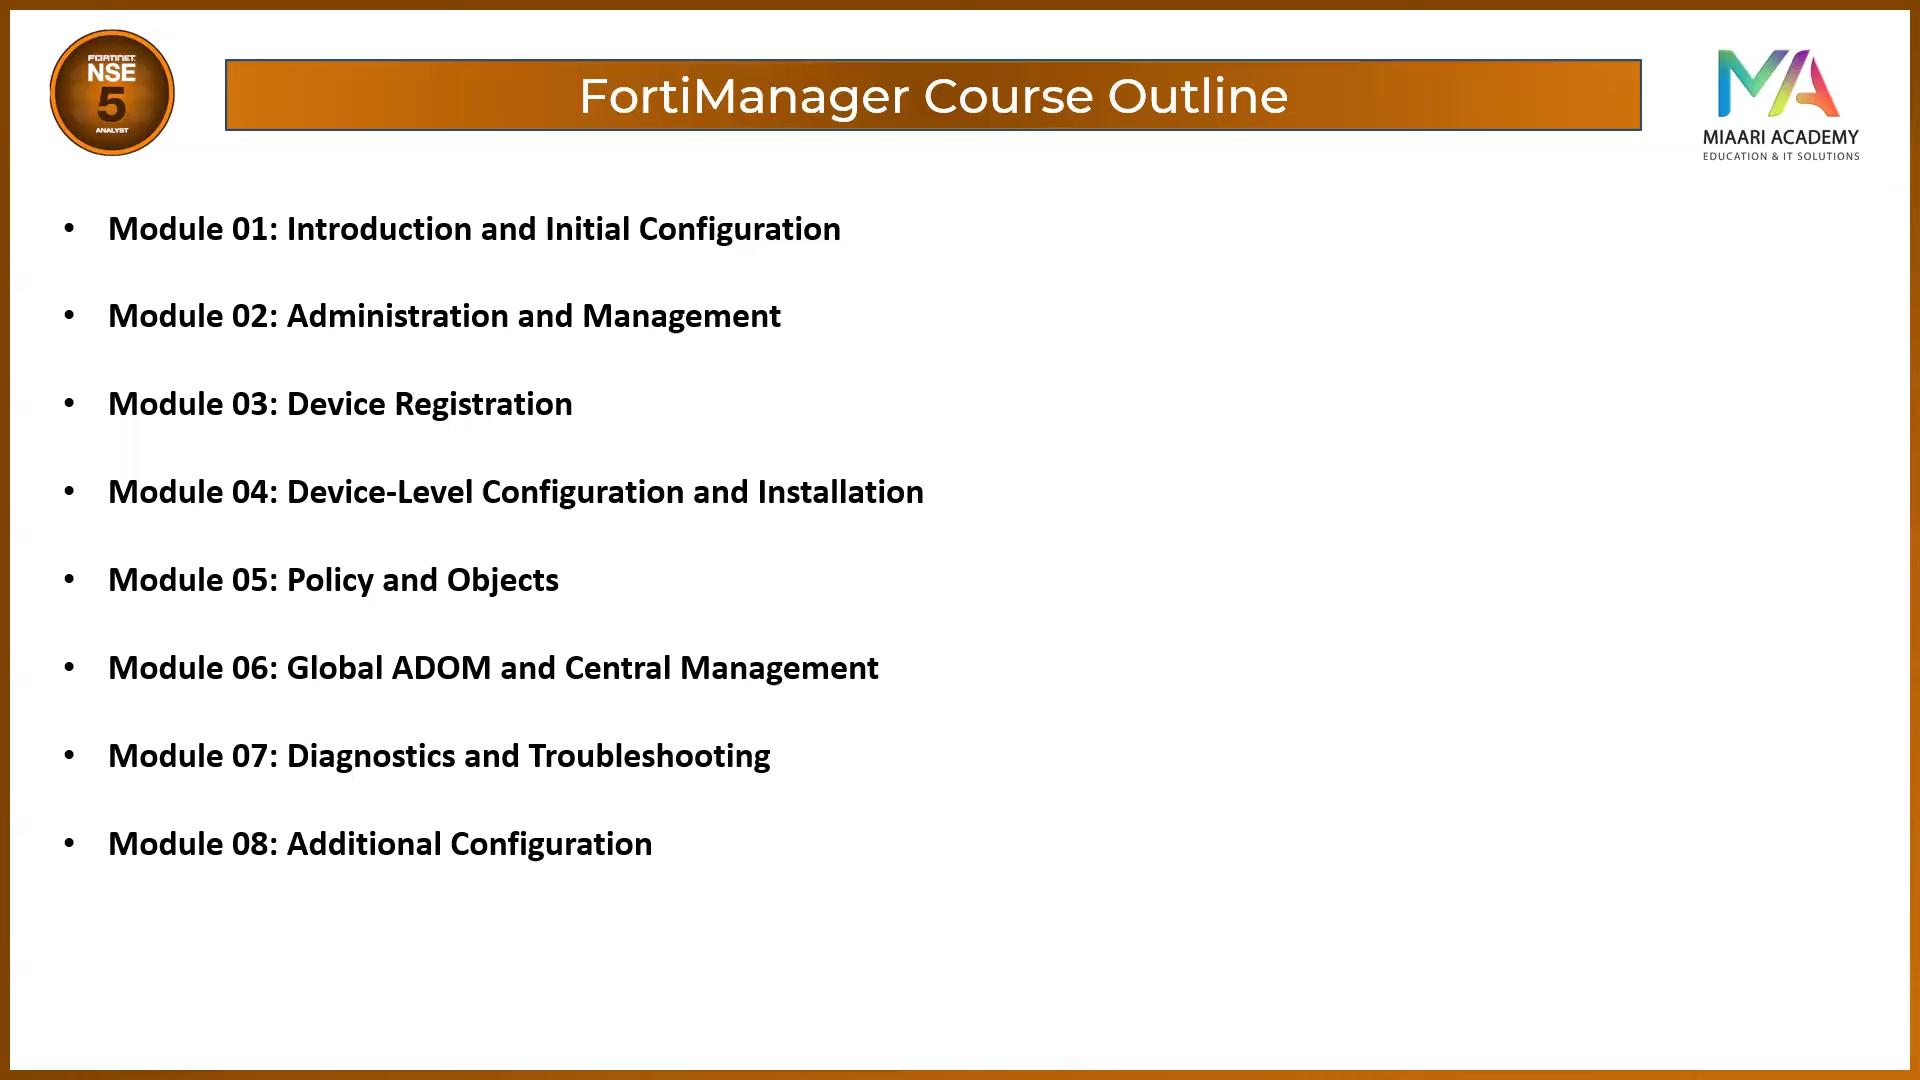 FORTINET
NSE
5
ANALYST
FortiManager Course Outline
MA
MIAARI ACADEMY
EDUCATION & IT SOLUTIONS
• Module 01: Introduction and Initial Configuration
• Module 02: Administration and Management
• Module 03: Device Registration
• Module 04: Device-Level Configuration and Installation
• Module 05: Policy and Objects
• Module 06: Global ADOM and Central Management
• Module 07: Diagnostics and Troubleshooting
• Module 08: Additional Configuration